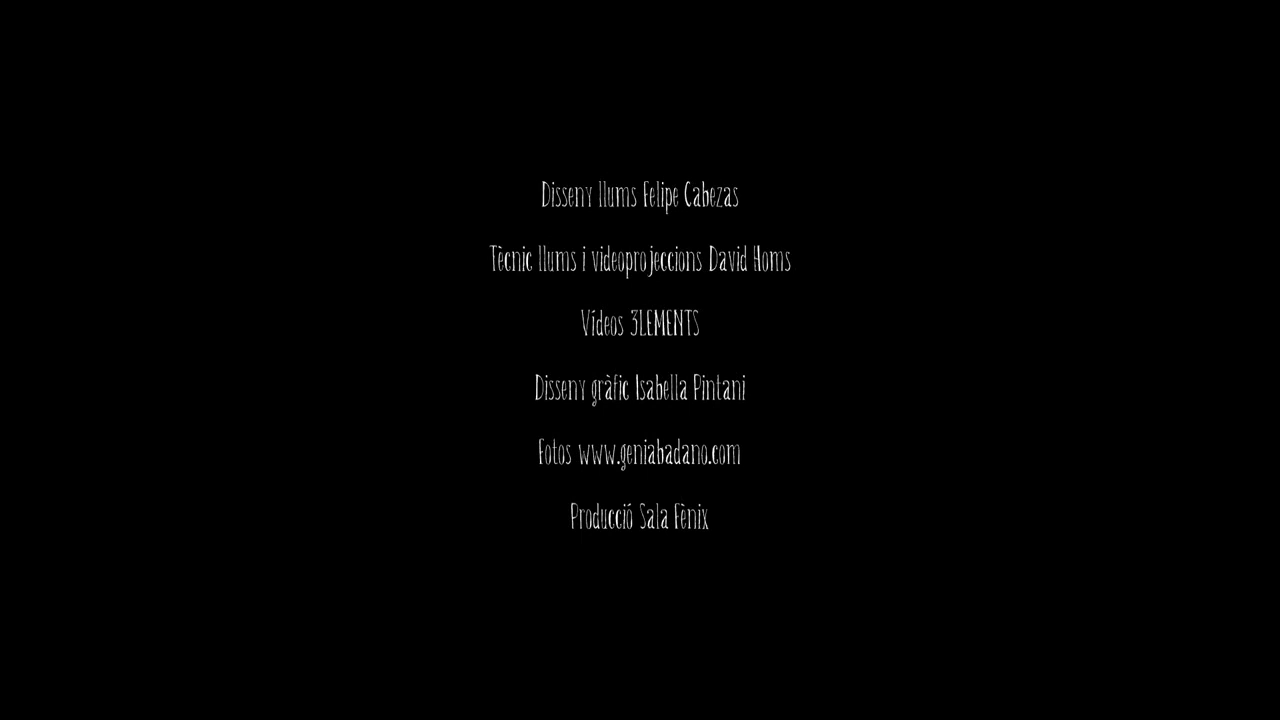 Disseny llums Felipe Cabezas
Tècnic llums i videoprojeccions David Homs
Vídeos 3LEMENTS
Disseny gràfic Isabella Pintani
Fotos www.geniabadano.com
Producció Sala Fènix